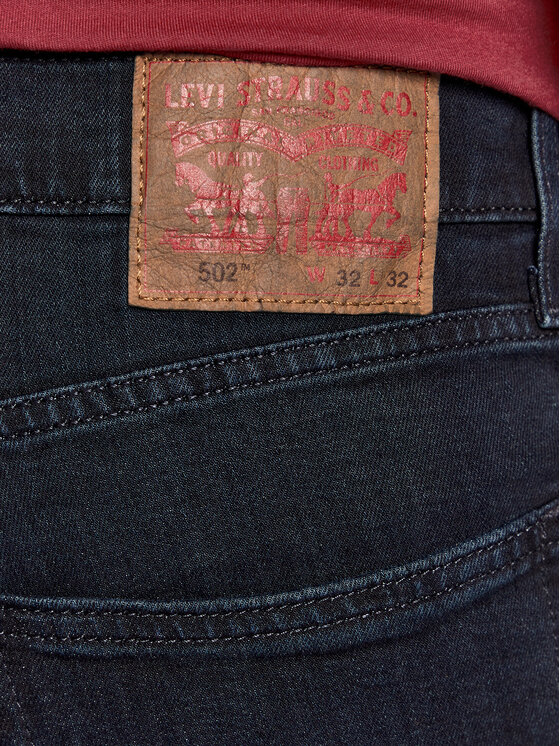 LEVI STRAUSS & CO.
QUALITY CLOTHING
502™ W 32 L 32